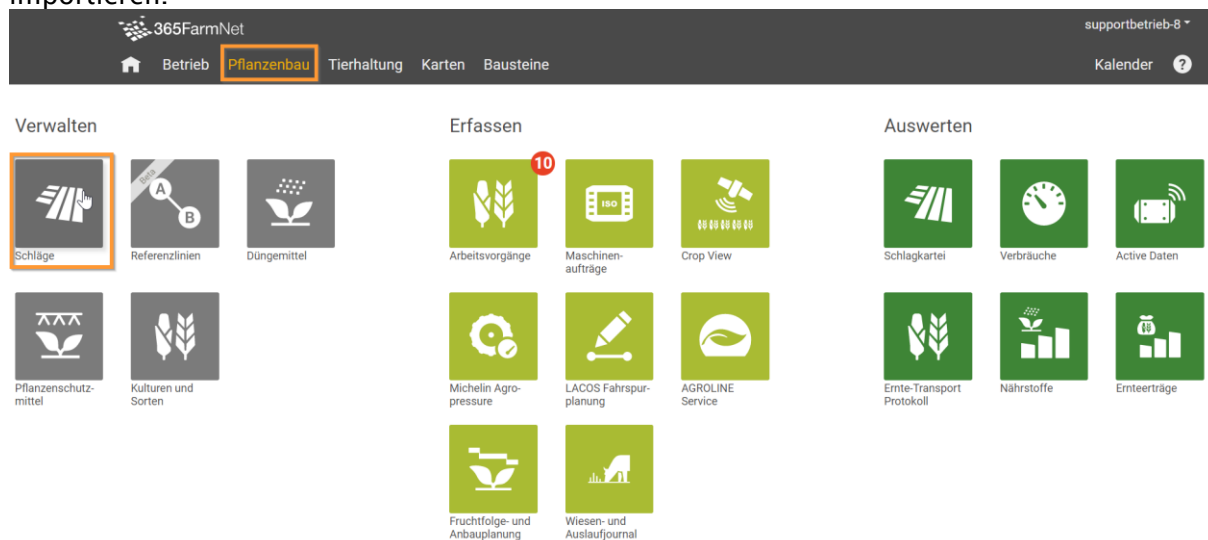 importieren.
365FarmNet
supportbetrieb-8
Betrieb Pflanzenbau Tierhaltung Karten Bausteine
Kalender ?
Verwalten
Schläge
Beta
A
B
Referenzlinien
Düngemittel
Pflanzenschutz-
mittel
Kulturen und
Sorten
Erfassen
10
Arbeitsvorgänge
ISO
Maschinen-
aufträge
Crop View
Michelin Agro-
pressure
LACOS Fahrspur-
planung
AGROLINE
Service
Fruchtfolge- und
Anbauplanung
Wiesen- und
Auslaufjournal
Auswerten
Schlagkartei
Verbräuche
Active Daten
Ernte-Transport
Protokoll
Nährstoffe
Ernteerträge